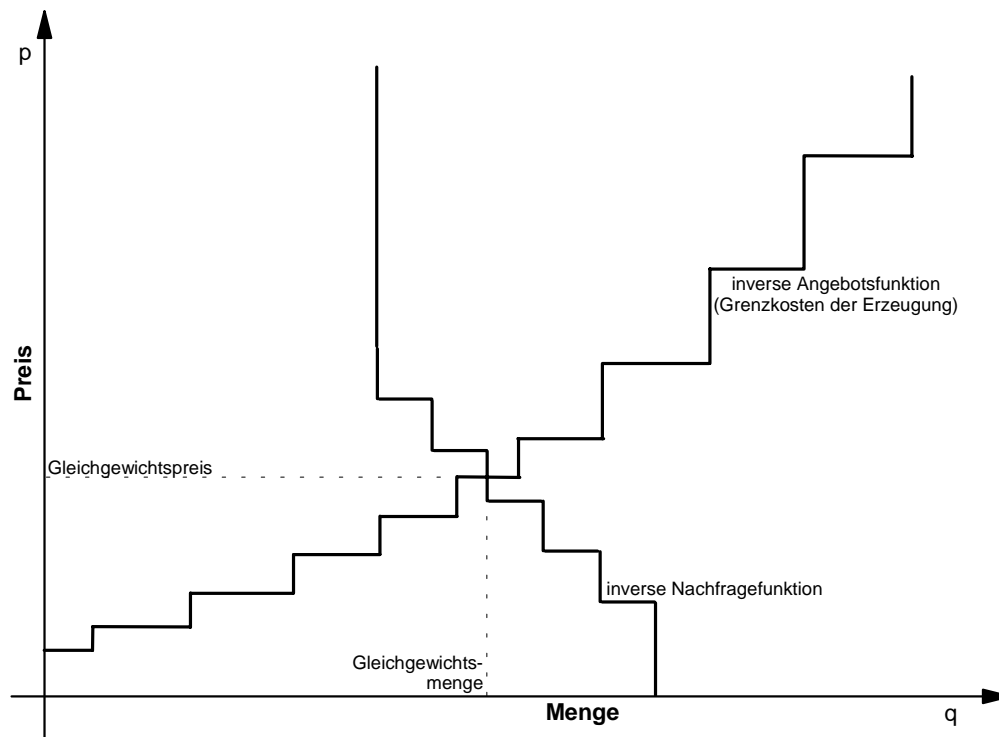 p
inverse Angebotsfunktion
(Grenzkosten der Erzeugung)
Preis
Gleichgewichtspreis
inverse Nachfragefunktion
Gleichgewichts-
menge
Menge
q